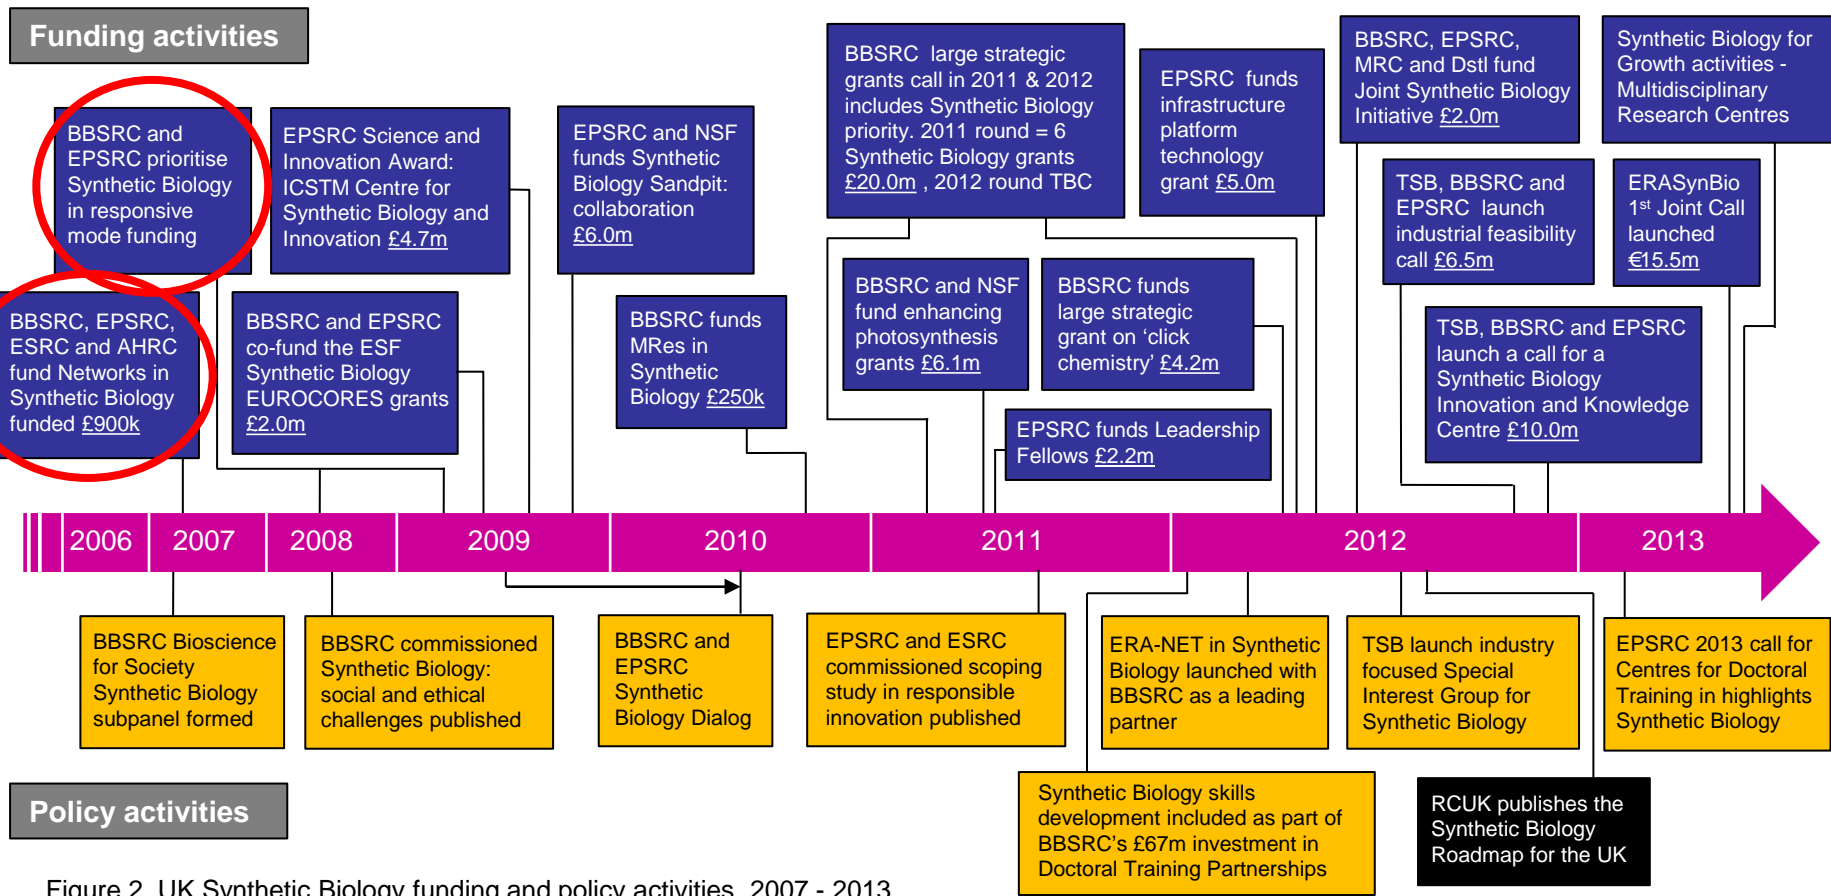 Funding activities
BBSRC and
EPSRC prioritise
Synthetic Biology
in responsive
mode funding
EPSRC Science and
Innovation Award:
ICSTM Centre for
Synthetic Biology and
Innovation £4.7m
EPSRC and NSF
funds Synthetic
Biology Sandpit:
collaboration
£6.0m
BBSRC large strategic
grants call in 2011 & 2012
includes Synthetic Biology
priority. 2011 round = 6
Synthetic Biology grants
£20.0m , 2012 round TBC
EPSRC funds
infrastructure
platform
technology
grant £5.0m
BBSRC, EPSRC,
MRC and Dstl fund
Joint Synthetic Biology
Initiative £2.0m
Synthetic Biology for
Growth activities -
Multidisciplinary
Research Centres
BBSRC, EPSRC,
ESRC and AHRC
fund Networks in
Synthetic Biology
funded £900k
BBSRC and EPSRC
co-fund the ESF
Synthetic Biology
EUROCORES grants
£2.0m
BBSRC funds
MRes in
Synthetic
Biology £250k
BBSRC and NSF
fund enhancing
photosynthesis
grants £6.1m
BBSRC funds
large strategic
grant on ‘click
chemistry’ £4.2m
EPSRC funds Leadership
Fellows £2.2m
TSB, BBSRC and
EPSRC launch
industrial feasibility
call £6.5m
ERASynBio
1st Joint Call
launched
€15.5m
TSB, BBSRC and EPSRC
launch a call for a
Synthetic Biology
Innovation and Knowledge
Centre £10.0m
2006 2007 2008 2009 2010 2011 2012 2013
BBSRC Bioscience
for Society
Synthetic Biology
subpanel formed
BBSRC commissioned
Synthetic Biology:
social and ethical
challenges published
BBSRC and
EPSRC
Synthetic
Biology Dialog
EPSRC and ESRC
commissioned scoping
study in responsible
innovation published
ERA-NET in Synthetic
Biology launched with
BBSRC as a leading
partner
TSB launch industry
focused Special
Interest Group for
Synthetic Biology
EPSRC 2013 call for
Centres for Doctoral
Training in highlights
Synthetic Biology
Policy activities
Synthetic Biology skills
development included as part of
BBSRC’s £67m investment in
Doctoral Training Partnerships
RCUK publishes the
Synthetic Biology
Roadmap for the UK
Figure 2. UK Synthetic Biology funding and policy activities, 2007 - 2013